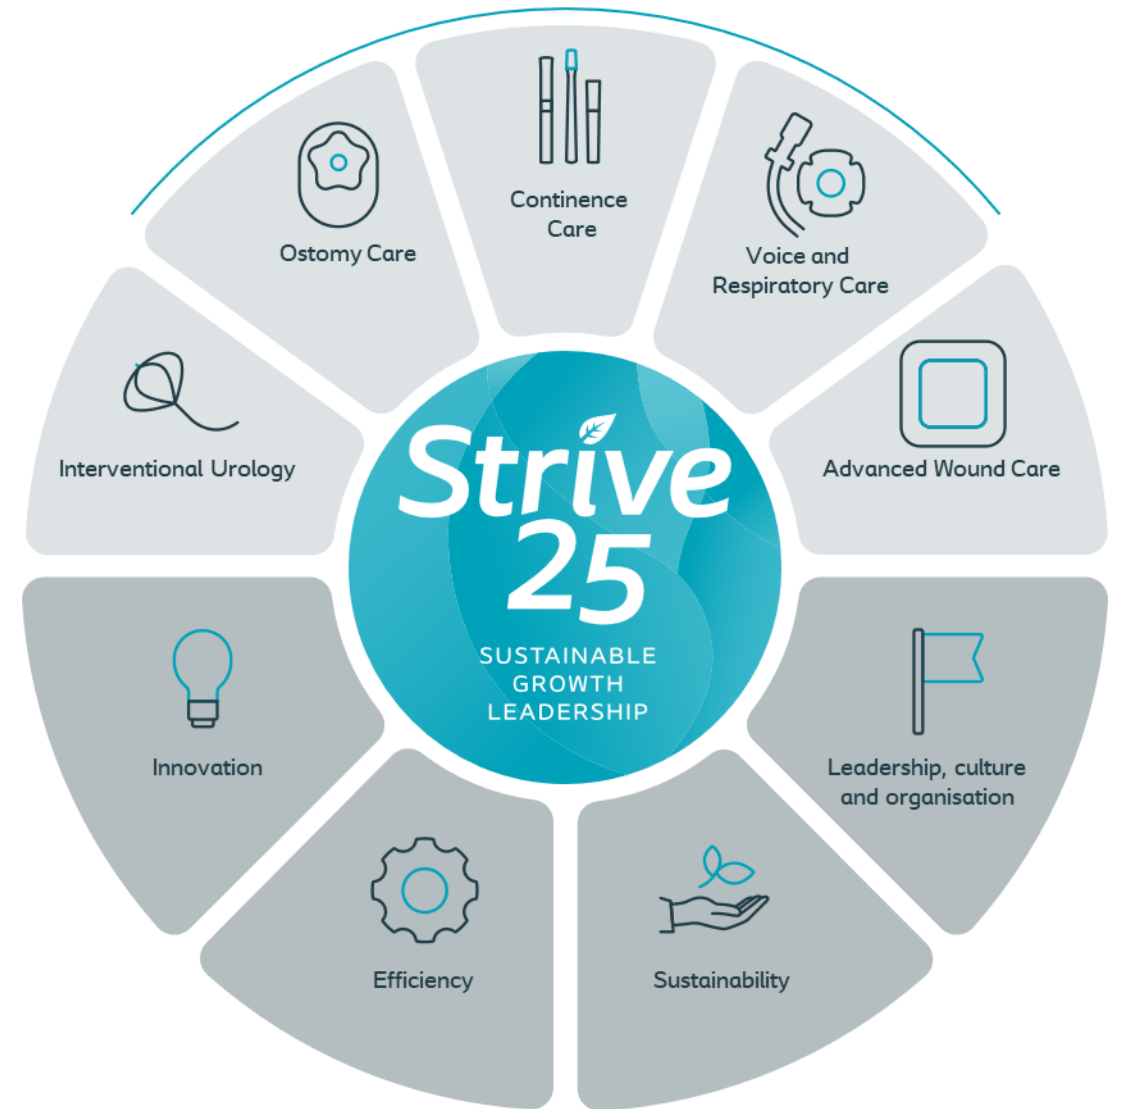 Continence
Care
Ostomy Care
Voice and
Respiratory Care
Interventional Urology
Advanced Wound Care
Strive
25
SUSTAINABLE
GROWTH
LEADERSHIP
Innovation
Leadership, culture
and organisation
Efficiency
Sustainability